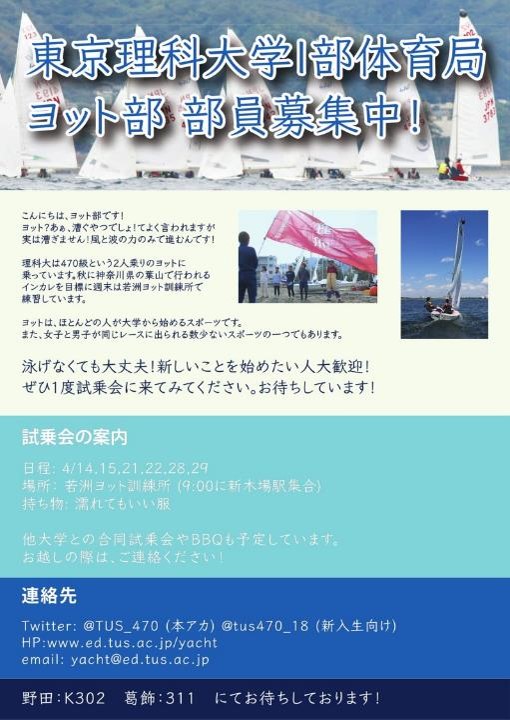 東京理科大学Ⅰ部体育局
ヨット部 部員募集中！
こんにちは、ヨット部です！
ヨット？あぁ、漕ぐやつでしょ！てよく言われますが
実は漕ぎません！風と波の力のみで進むんです！
理科大は470級という2人乗りのヨットに
乗っています。秋に神奈川県の葉山で行われる
インカレを目標に週末は若洲ヨット訓練所で
練習しています。
ヨットは、ほとんどの人が大学から始めるスポーツです。
また、女子と男子が同じレースに出られる数少ないスポーツの一つでもあります。
泳げなくても大丈夫！新しいことを始めたい人大歓迎！
ぜひ1度試乗会に来てみてください。お待ちしています！
試乗会の案内
日程: 4/14,15,21,22,28,29
場所: 若洲ヨット訓練所 (9:00に新木場駅集合)
持ち物: 濡れてもいい服
他大学との合同試乗会やBBQも予定しています。
お越しの際は、ご連絡ください！
連絡先
Twitter: @TUS_470 (本アカ) @tus470_18 (新入生向け)
HP:www.ed.tus.ac.jp/yacht
email: yacht@ed.tus.ac.jp
野田:K302 葛飾:311 にてお待ちしております！